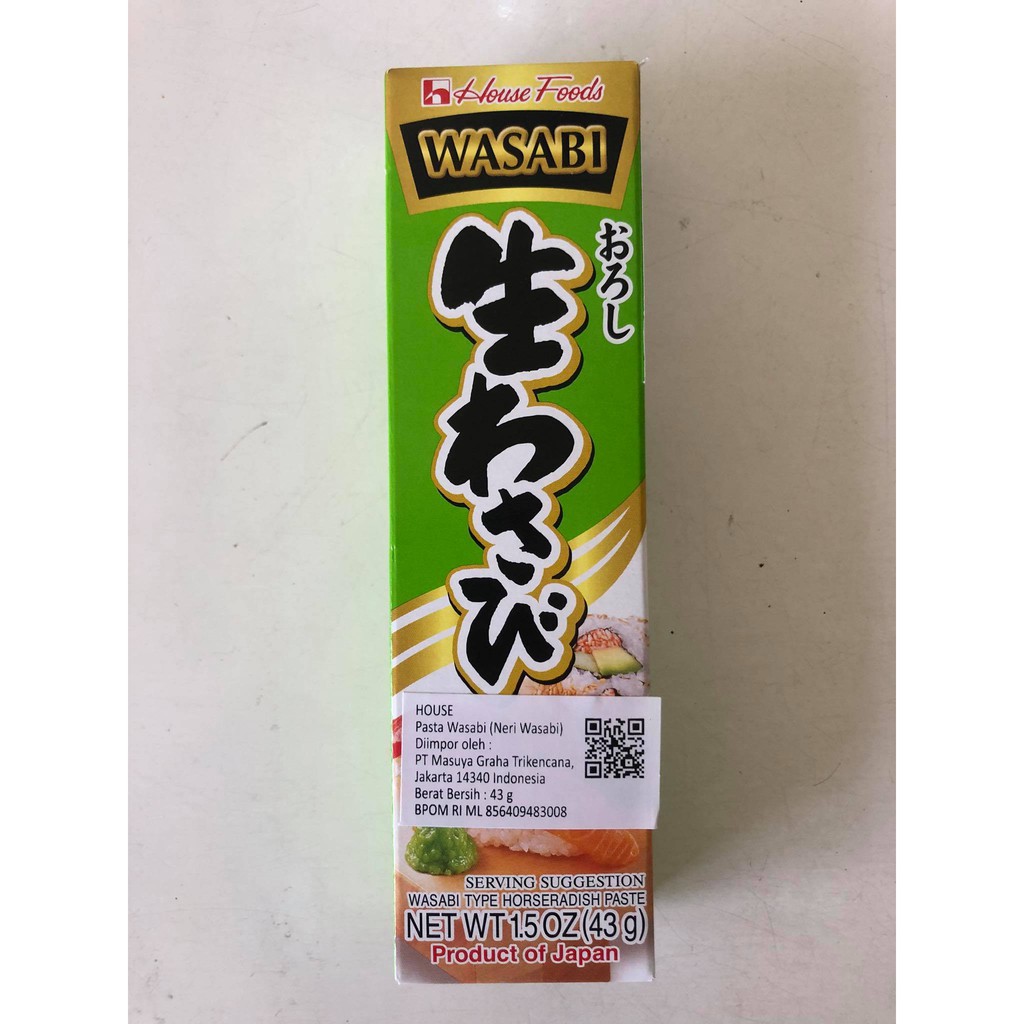 House Foods
WASABI
おろし
生わさび
HOUSE
Pasta Wasabi (Neri Wasabi)
Diimpor oleh :
PT Masuya Graha Trikencana,
Jakarta 14340 Indonesia
Berat Bersih : 43 g
BPOM RI ML 856409483008
SERVING SUGGESTION
WASABI TYPE HORSERADISH PASTE
NET WT 1.5 OZ (43 g)
Product of Japan